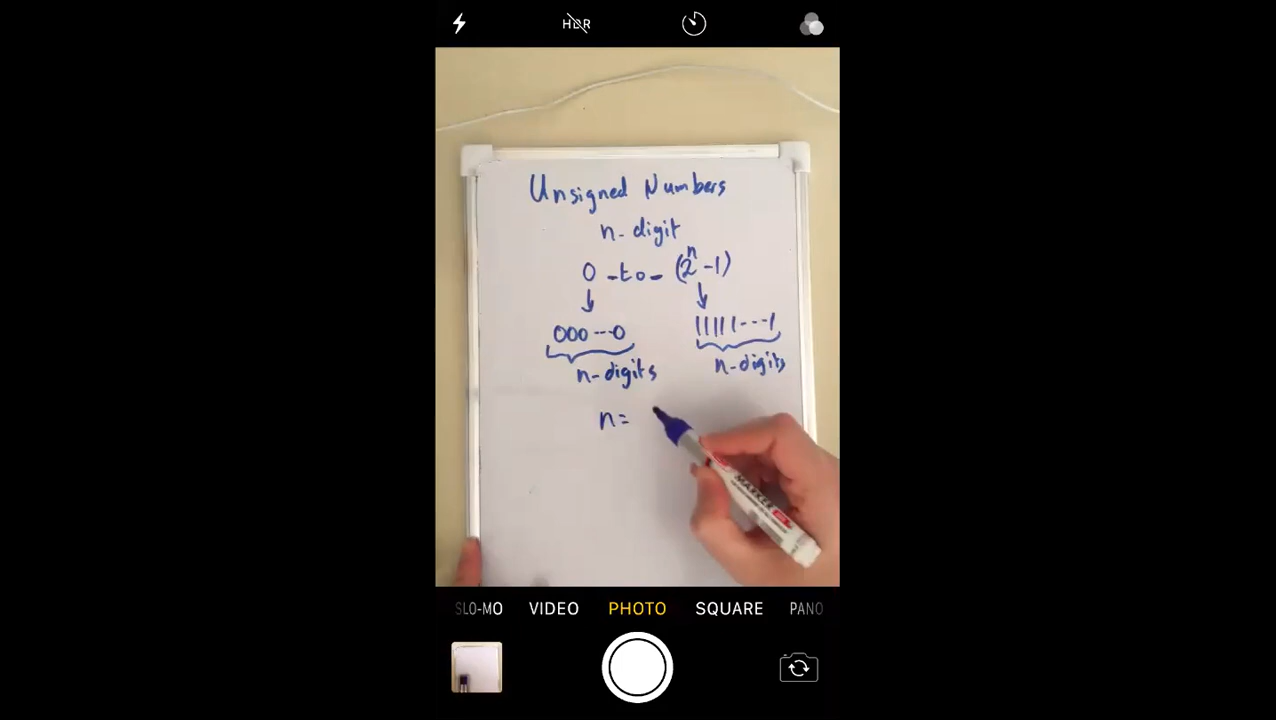 HDR
Unsigned Numbers
n-digit
0 -to- (2ⁿ-1)
000---0 11111---1
n-digits n-digits
n=
SLO-MO VIDEO PHOTO SQUARE PANO